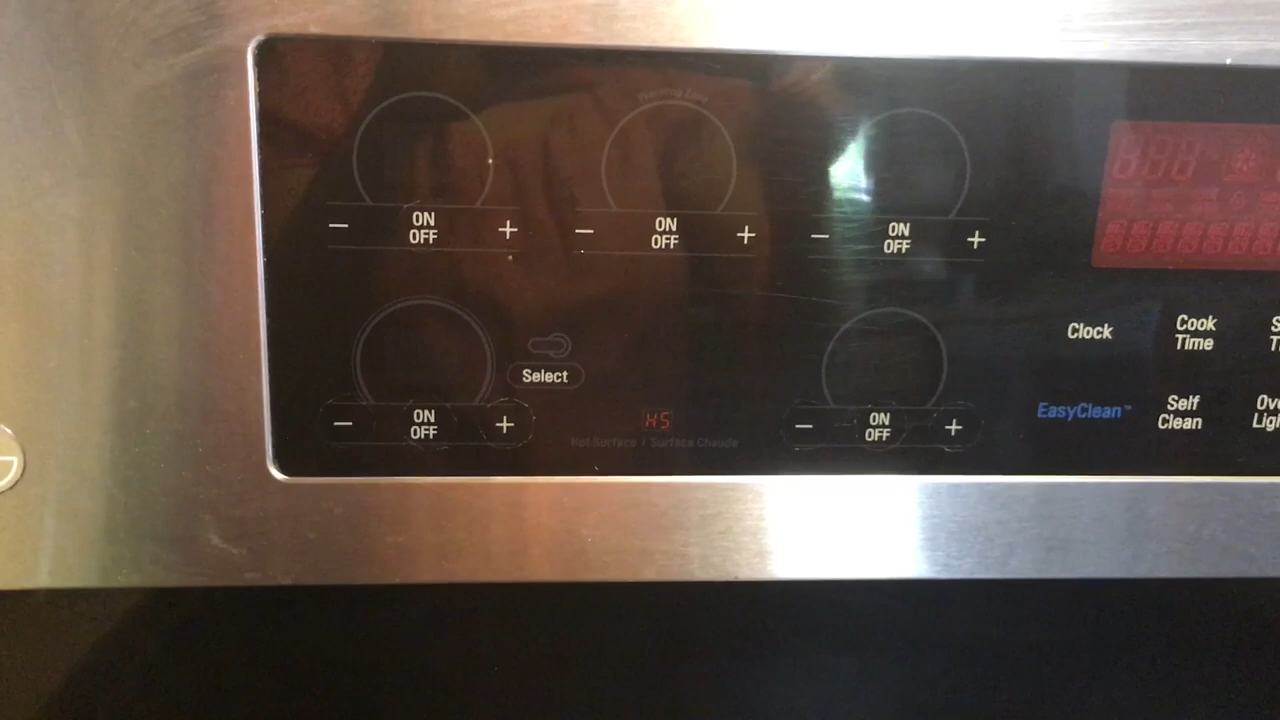 Warming Zone
− ON OFF +
− ON OFF +
− ON OFF +
Clock
Cook
Time
Select
− ON OFF +
HS
Hot Surface / Surface Chaude
− ON OFF +
EasyClean™
Self
Clean